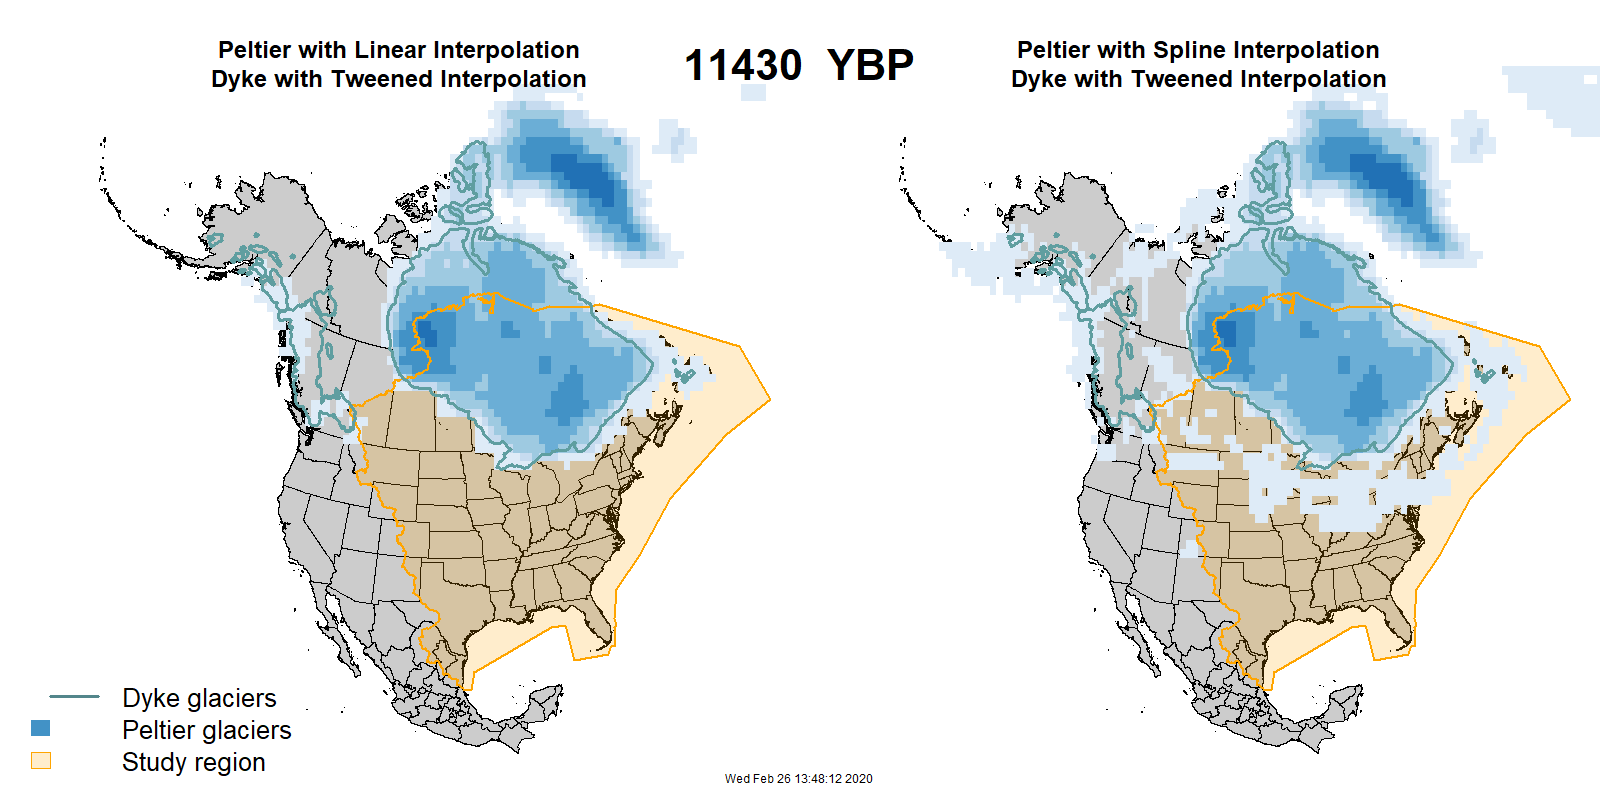 Peltier with Linear Interpolation
Dyke with Tweened Interpolation
11430 YBP
Peltier with Spline Interpolation
Dyke with Tweened Interpolation
Dyke glaciers
Peltier glaciers
Study region
Wed Feb 26 13:48:12 2020